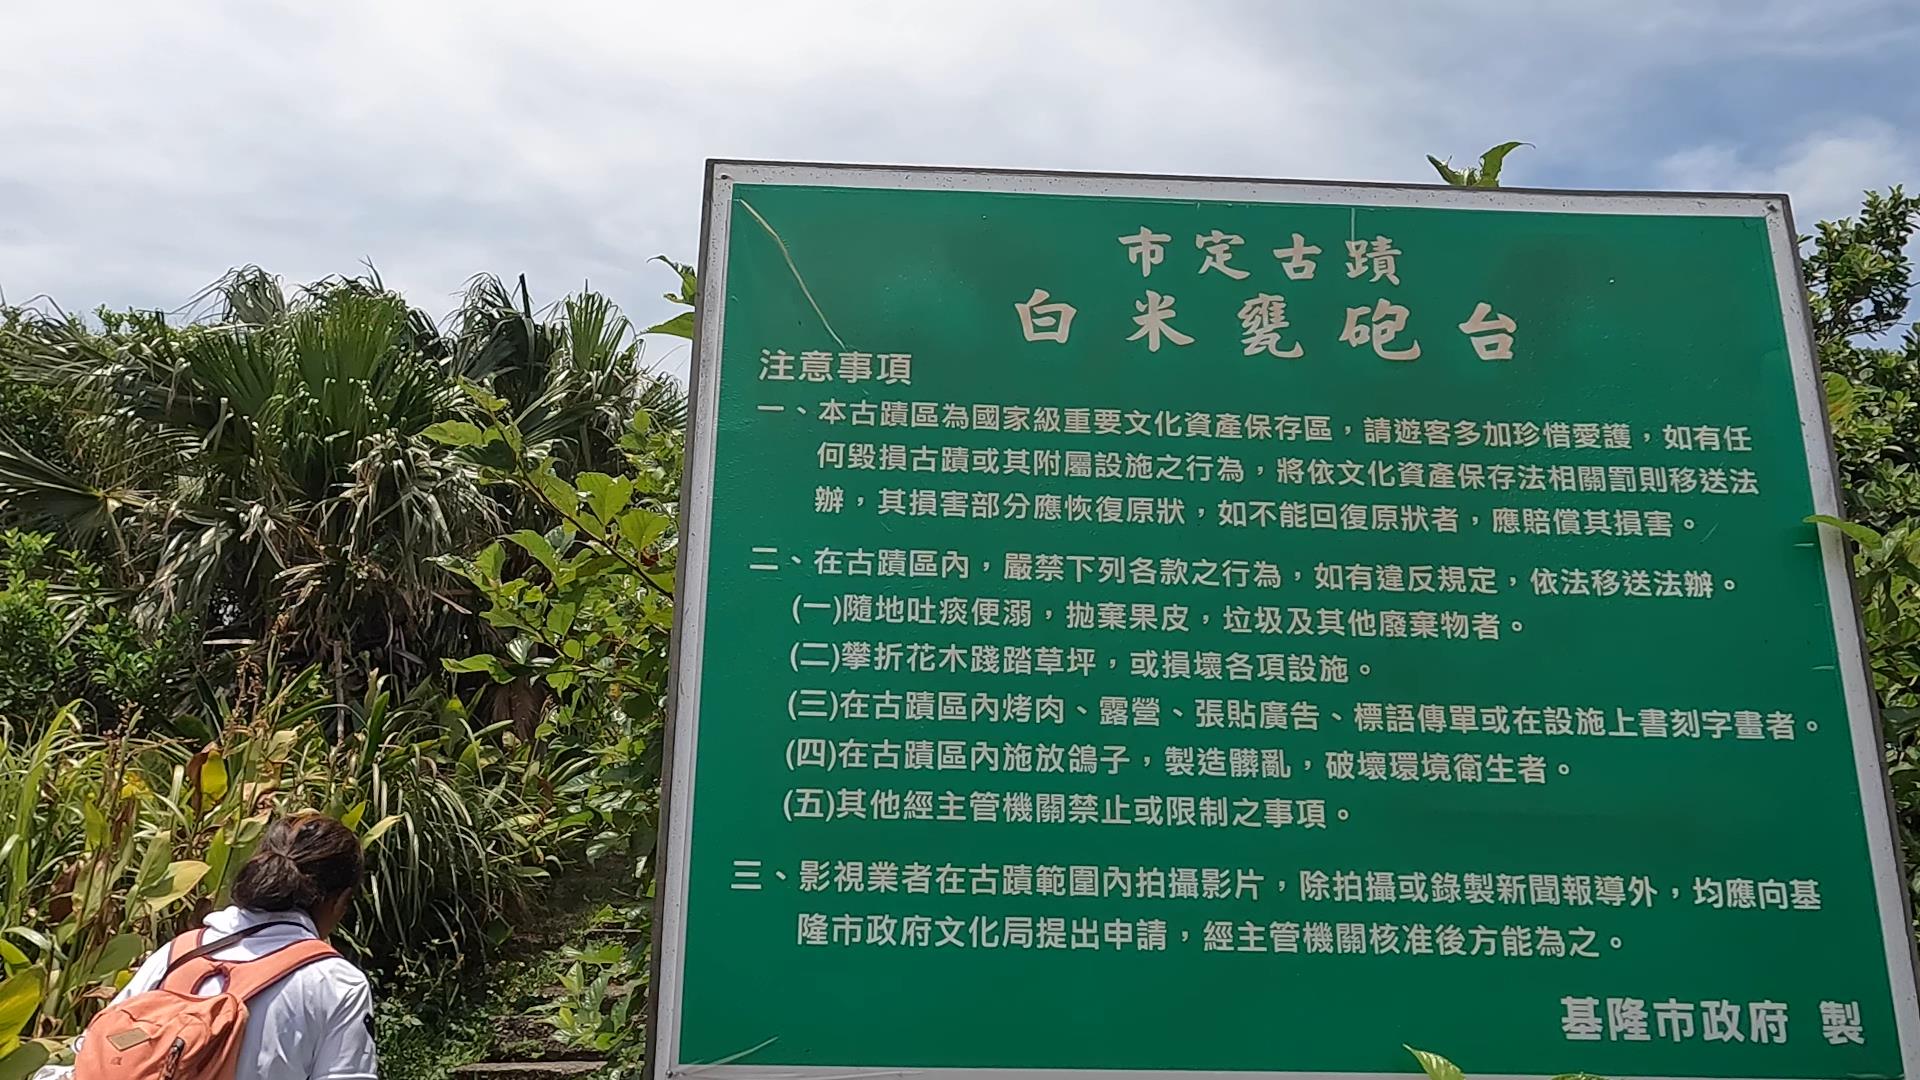 市定古蹟
白米甕砲台
注意事項
一、本古蹟區為國家級重要文化資產保存區，請遊客多加珍惜愛護，如有任
何毀損古蹟或其附屬設施之行為，將依文化資產保存法相關罰則移送法
辦，其損害部分應恢復原狀，如不能回復原狀者，應賠償其損害。
二、在古蹟區內，嚴禁下列各款之行為，如有違反規定，依法移送法辦。
(一)隨地吐痰便溺，拋棄果皮，垃圾及其他廢棄物者。
(二)攀折花木踐踏草坪，或損壞各項設施。
(三)在古蹟區內烤肉、露營、張貼廣告、標語傳單或在設施上書刻字畫者。
(四)在古蹟區內施放鴿子，製造髒亂，破壞環境衛生者。
(五)其他經主管機關禁止或限制之事項。
三、影視業者在古蹟範圍內拍攝影片，除拍攝或錄製新聞報導外，均應向基
隆市政府文化局提出申請，經主管機關核准後方能為之。
基隆市政府 製